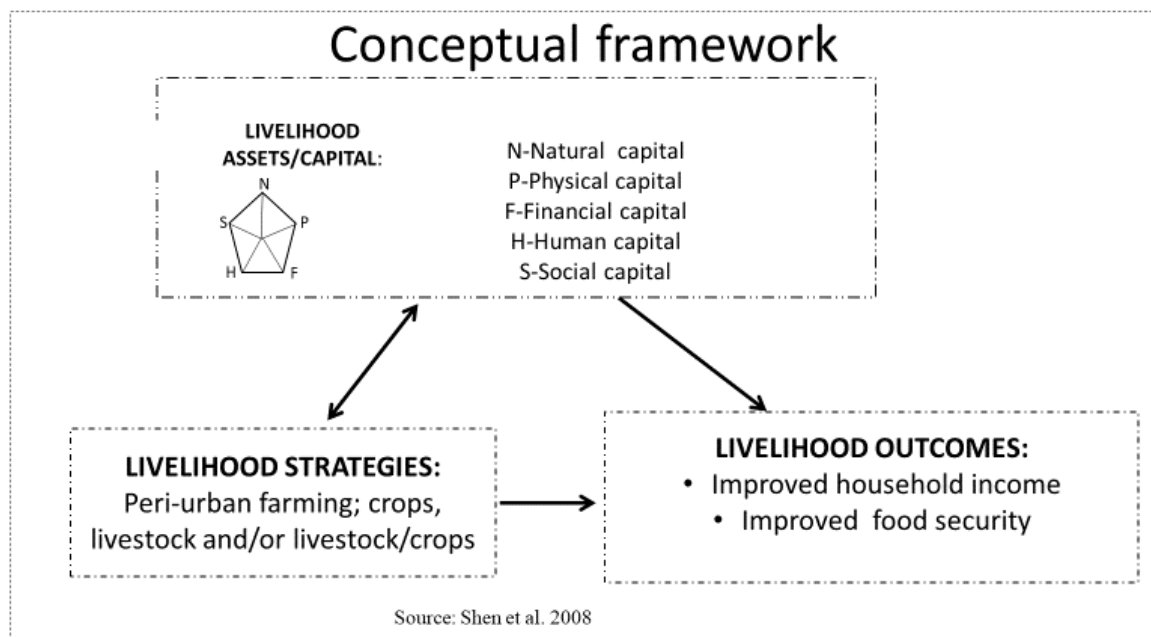 Conceptual framework
LIVELIHOOD
ASSETS/CAPITAL:
N
S
P
H
F
N-Natural capital
P-Physical capital
F-Financial capital
H-Human capital
S-Social capital
LIVELIHOOD STRATEGIES:
Peri-urban farming; crops,
livestock and/or livestock/crops
LIVELIHOOD OUTCOMES:
• Improved household income
• Improved food security
Source: Shen et al. 2008